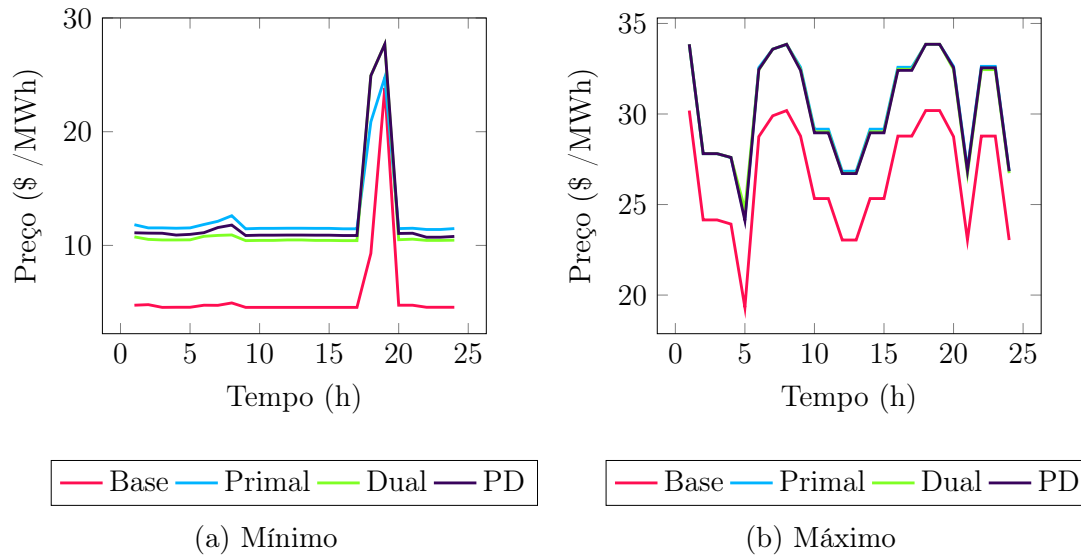 30
20
10
Preço ($ /MWh)
0 5 10 15 20 25
Tempo (h)
Base Primal Dual PD
(a) Mínimo
35
30
25
20
Preço ($ /MWh)
0 5 10 15 20 25
Tempo (h)
Base Primal Dual PD
(b) Máximo